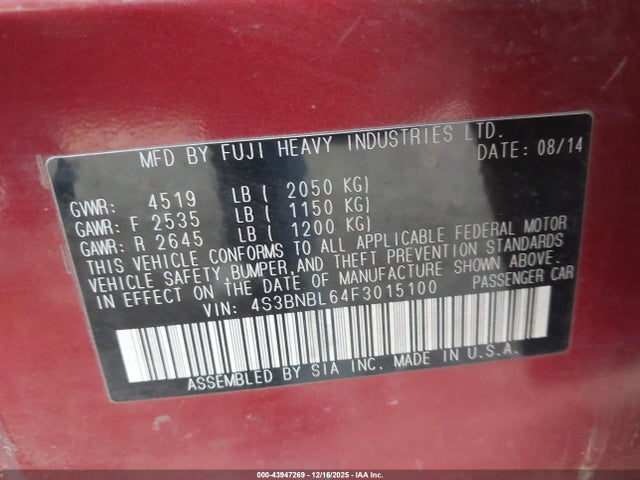 MFD BY FUJI HEAVY INDUSTRIES LTD.
DATE: 08/14
GVWR: 4519 LB ( 2050 KG)
GAWR: F 2535 LB ( 1150 KG)
GAWR: R 2645 LB ( 1200 KG)
THIS VEHICLE CONFORMS TO ALL APPLICABLE FEDERAL MOTOR
VEHICLE SAFETY, BUMPER, AND THEFT PREVENTION STANDARDS
IN EFFECT ON THE DATE OF MANUFACTURE SHOWN ABOVE.
VIN: 4S3BNBL64F3015100 PASSENGER CAR
ASSEMBLED BY SIA INC. MADE IN U.S.A.
000-43947269 • 12/16/2025 • IAA Inc.